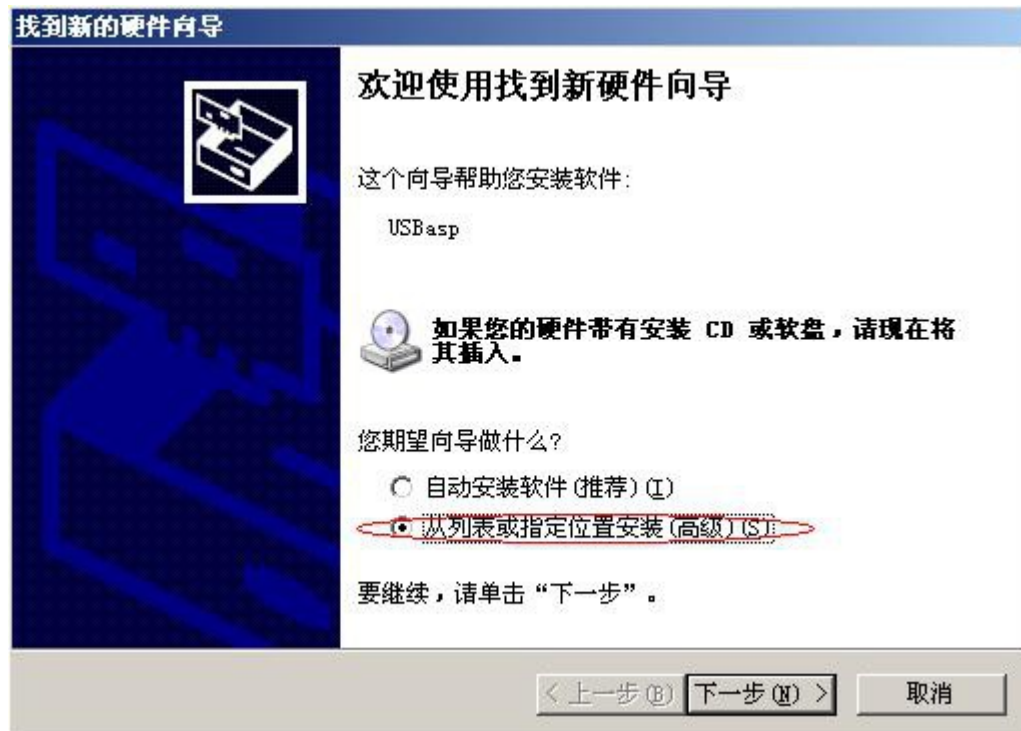 找到新的硬件向导
欢迎使用找到新硬件向导
这个向导帮助您安装软件:
USBasp
如果您的硬件带有安装 CD 或软盘，请现在将
其插入。
您期望向导做什么?
自动安装软件(推荐)(I)
从列表或指定位置安装(高级)(S)
要继续，请单击“下一步”。
< 上一步(B)
下一步(N) >
取消